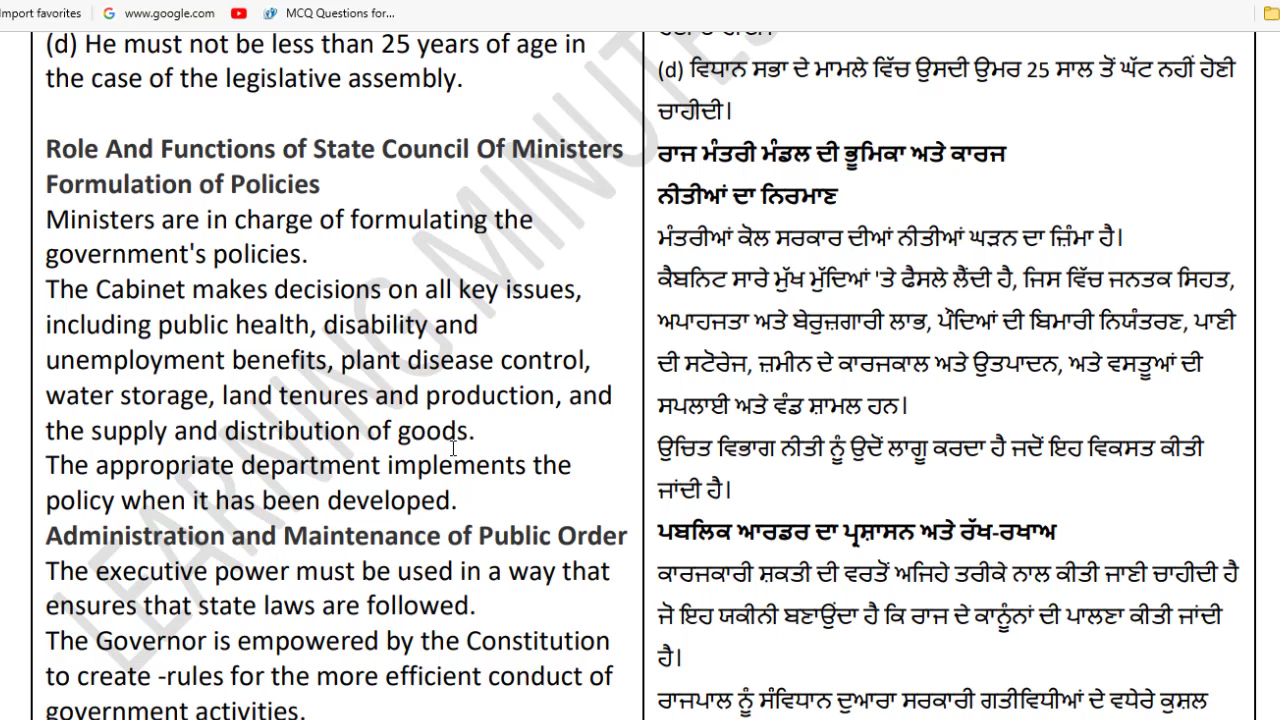 Import favorites
www.google.com
MCQ Questions for...
(d) He must not be less than 25 years of age in
the case of the legislative assembly.
Role And Functions of State Council Of Ministers
Formulation of Policies
Ministers are in charge of formulating the
government's policies.
The Cabinet makes decisions on all key issues,
including public health, disability and
unemployment benefits, plant disease control,
water storage, land tenures and production, and
the supply and distribution of goods.
The appropriate department implements the
policy when it has been developed.
Administration and Maintenance of Public Order
The executive power must be used in a way that
ensures that state laws are followed.
The Governor is empowered by the Constitution
to create -rules for the more efficient conduct of
government activities.
(d) ਵਿਧਾਨ ਸਭਾ ਦੇ ਮਾਮਲੇ ਵਿੱਚ ਉਸਦੀ ਉਮਰ 25 ਸਾਲ ਤੋਂ ਘੱਟ ਨਹੀਂ ਹੋਣੀ
ਚਾਹੀਦੀ।
ਰਾਜ ਮੰਤਰੀ ਮੰਡਲ ਦੀ ਭੂਮਿਕਾ ਅਤੇ ਕਾਰਜ
ਨੀਤੀਆਂ ਦਾ ਨਿਰਮਾਣ
ਮੰਤਰੀਆਂ ਕੋਲ ਸਰਕਾਰ ਦੀਆਂ ਨੀਤੀਆਂ ਘੜਨ ਦਾ ਜ਼ਿੰਮਾ ਹੈ।
ਕੈਬਨਿਟ ਸਾਰੇ ਮੁੱਖ ਮੁੱਦਿਆਂ 'ਤੇ ਫੈਸਲੇ ਲੈਂਦੀ ਹੈ, ਜਿਸ ਵਿੱਚ ਜਨਤਕ ਸਿਹਤ,
ਅਪਾਹਜਤਾ ਅਤੇ ਬੇਰੁਜ਼ਗਾਰੀ ਲਾਭ, ਪੌਦਿਆਂ ਦੀ ਬਿਮਾਰੀ ਨਿਯੰਤਰਣ, ਪਾਣੀ
ਦੀ ਸਟੋਰੇਜ, ਜ਼ਮੀਨ ਦੇ ਕਾਰਜਕਾਲ ਅਤੇ ਉਤਪਾਦਨ, ਅਤੇ ਵਸਤੂਆਂ ਦੀ
ਸਪਲਾਈ ਅਤੇ ਵੰਡ ਸ਼ਾਮਲ ਹਨ।
ਉਚਿਤ ਵਿਭਾਗ ਨੀਤੀ ਨੂੰ ਉਦੋਂ ਲਾਗੂ ਕਰਦਾ ਹੈ ਜਦੋਂ ਇਹ ਵਿਕਸਤ ਕੀਤੀ
ਜਾਂਦੀ ਹੈ।
ਪਬਲਿਕ ਆਰਡਰ ਦਾ ਪ੍ਰਸ਼ਾਸਨ ਅਤੇ ਰੱਖ-ਰਖਾਅ
ਕਾਰਜਕਾਰੀ ਸ਼ਕਤੀ ਦੀ ਵਰਤੋਂ ਅਜਿਹੇ ਤਰੀਕੇ ਨਾਲ ਕੀਤੀ ਜਾਣੀ ਚਾਹੀਦੀ ਹੈ
ਜੋ ਇਹ ਯਕੀਨੀ ਬਣਾਉਂਦਾ ਹੈ ਕਿ ਰਾਜ ਦੇ ਕਾਨੂੰਨਾਂ ਦੀ ਪਾਲਣਾ ਕੀਤੀ ਜਾਂਦੀ
ਹੈ।
ਰਾਜਪਾਲ ਨੂੰ ਸੰਵਿਧਾਨ ਦੁਆਰਾ ਸਰਕਾਰੀ ਗਤੀਵਿਧੀਆਂ ਦੇ ਵਧੇਰੇ ਕੁਸ਼ਲ
LEARNING MINUTES